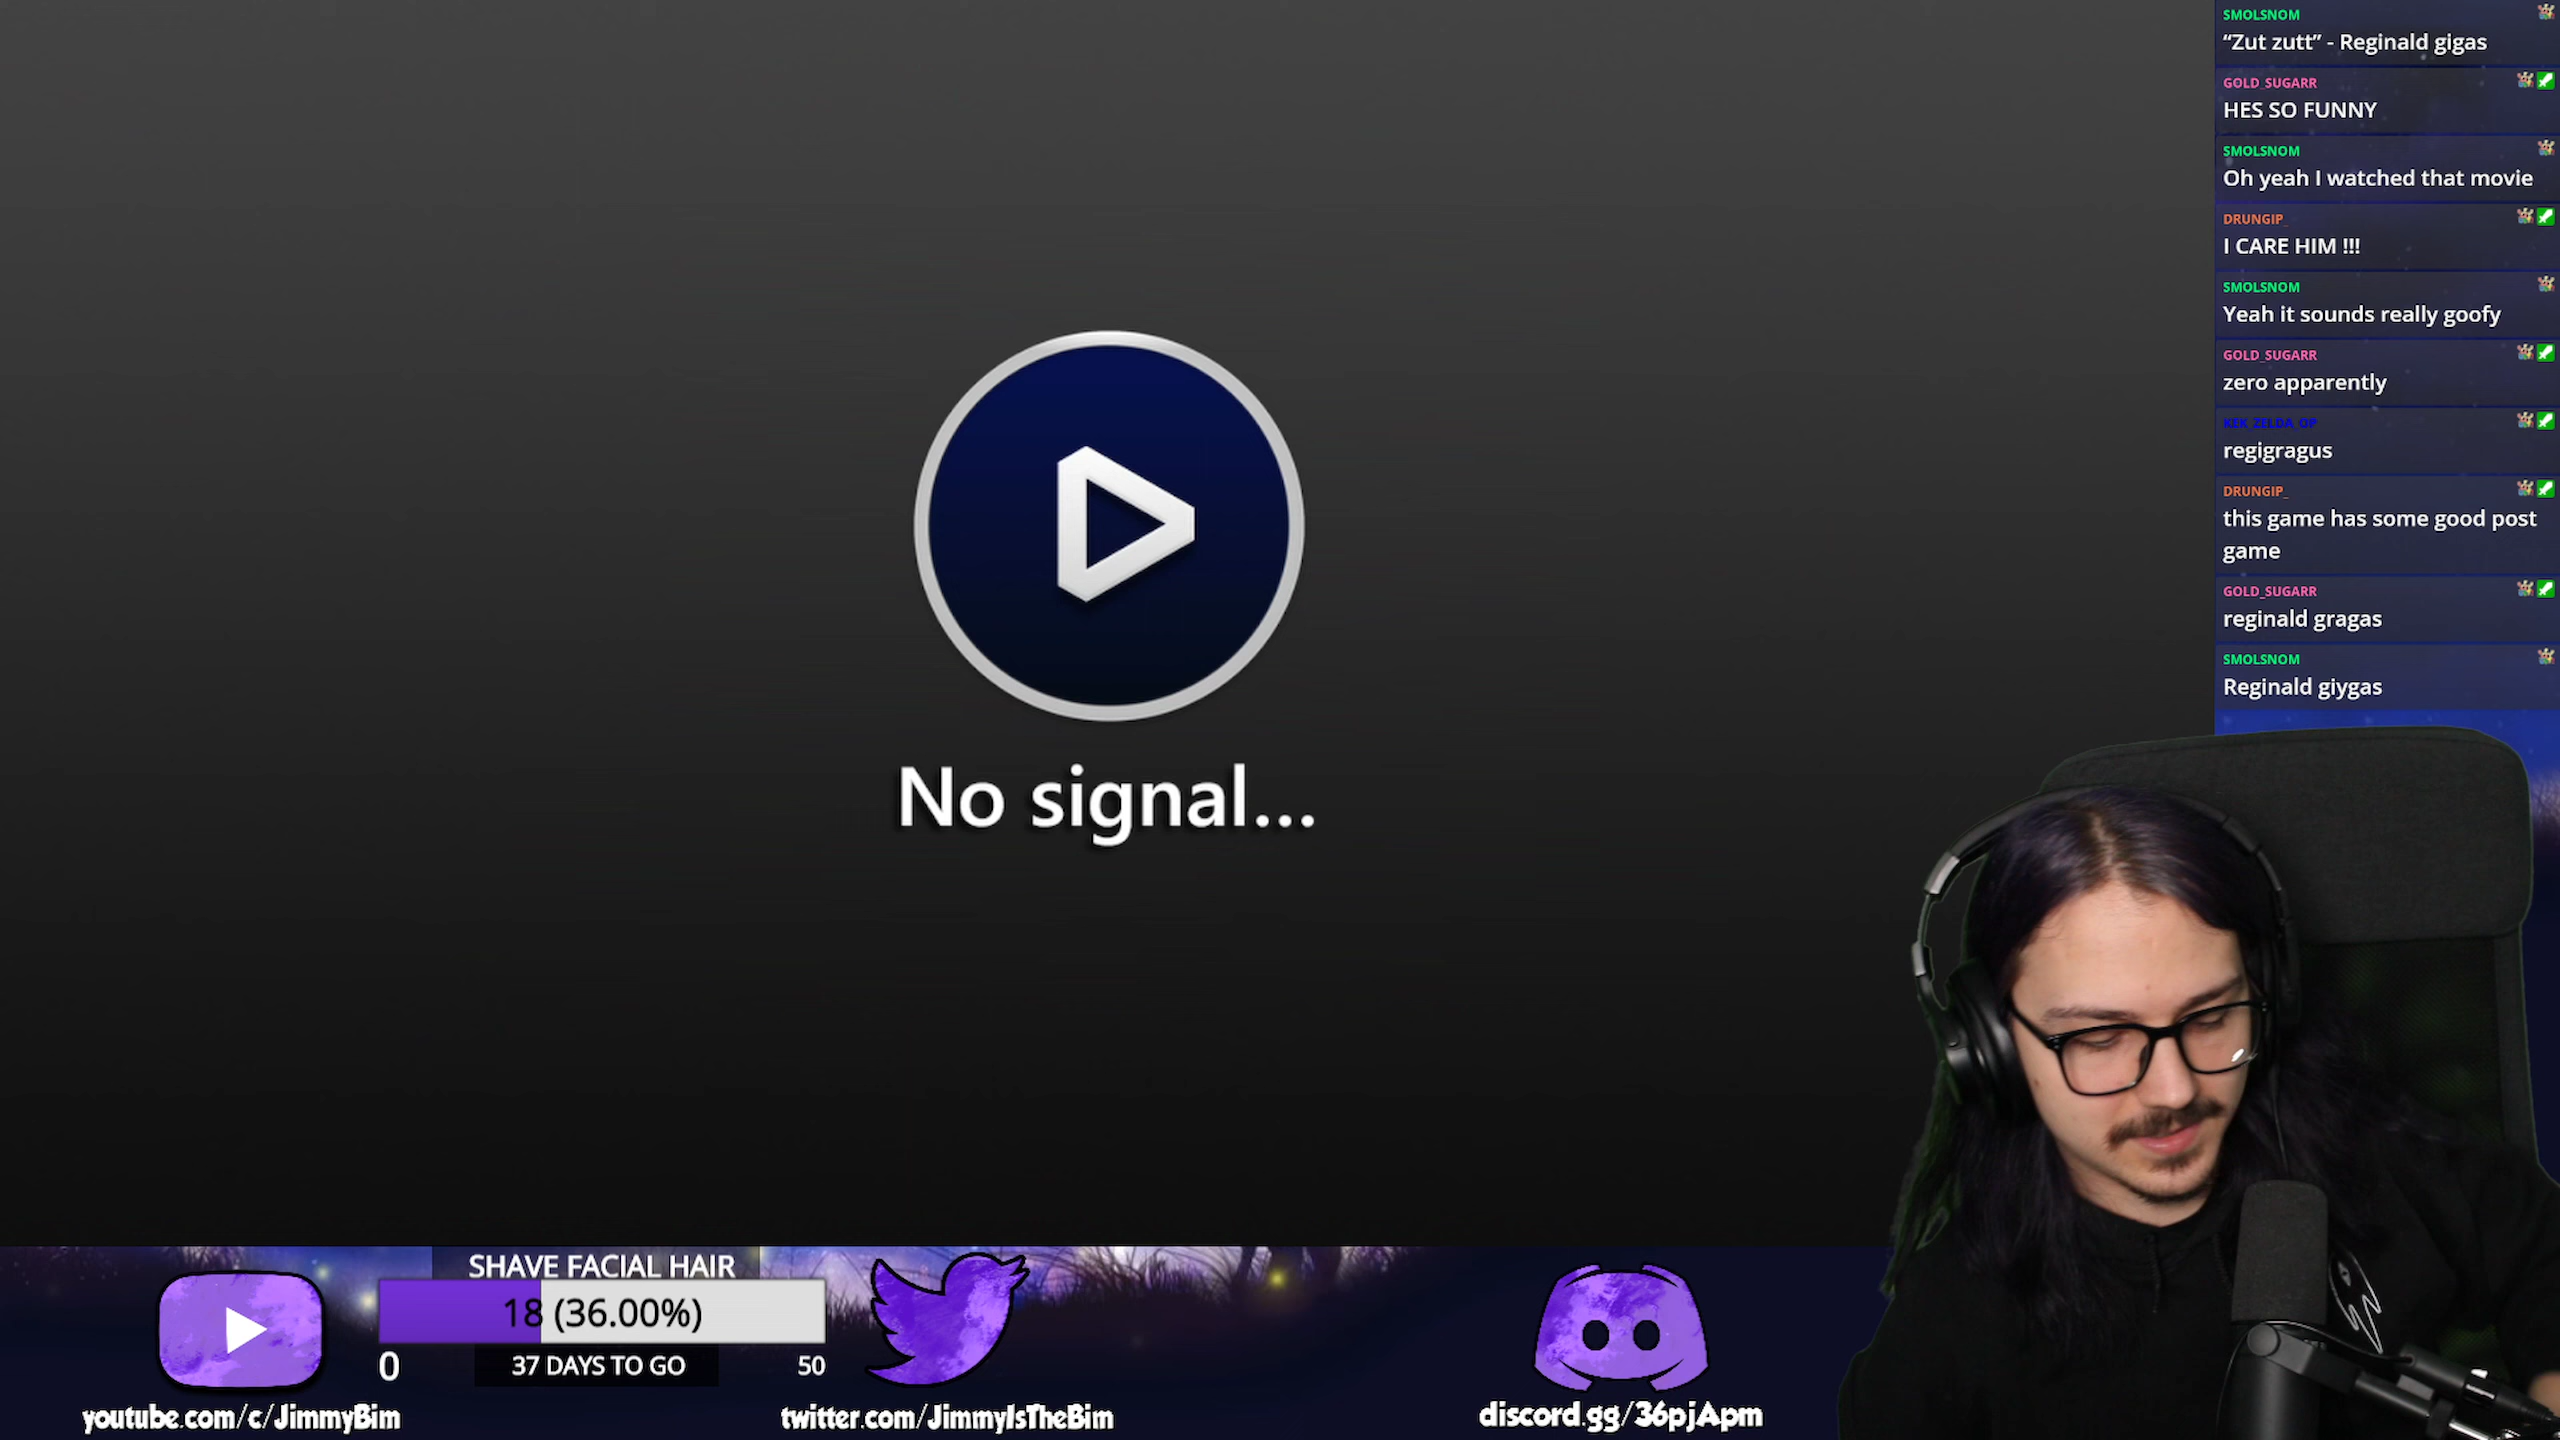 SMOLSNOM
“Zut zutt” - Reginald gigas
GOLD_SUGARR
HES SO FUNNY
SMOLSNOM
Oh yeah I watched that movie
DRUNGIP_
I CARE HIM !!!
SMOLSNOM
Yeah it sounds really goofy
GOLD_SUGARR
zero apparently
KEK_ZELDA_OP
regigragus
DRUNGIP_
this game has some good post
game
GOLD_SUGARR
reginald gragas
SMOLSNOM
Reginald giygas
No signal...
SHAVE FACIAL HAIR
18 (36.00%)
0
37 DAYS TO GO
50
youtube.com/c/JimmyBim
twitter.com/JimmyIsTheBim
discord.gg/36pjApm